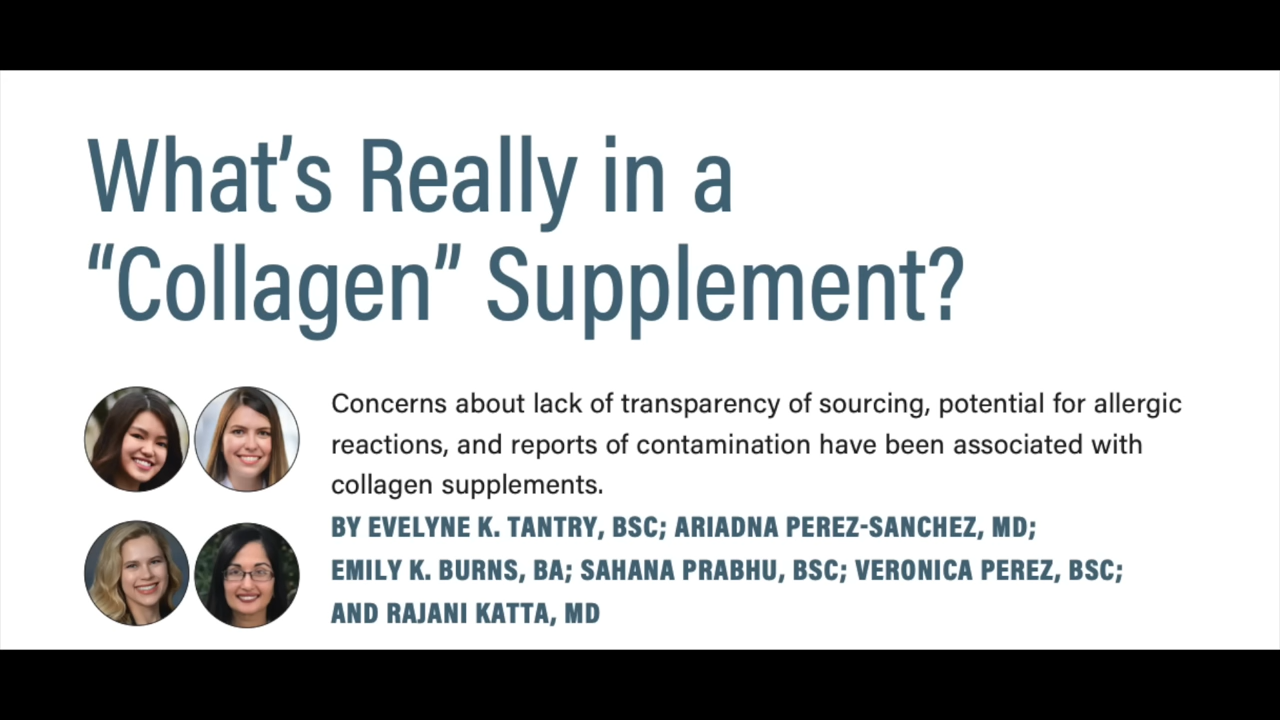 What’s Really in a
“Collagen” Supplement?
Concerns about lack of transparency of sourcing, potential for allergic
reactions, and reports of contamination have been associated with
collagen supplements.
BY EVELYNE K. TANTRY, BSC; ARIADNA PEREZ-SANCHEZ, MD;
EMILY K. BURNS, BA; SAHANA PRABHU, BSC; VERONICA PEREZ, BSC;
AND RAJANI KATTA, MD